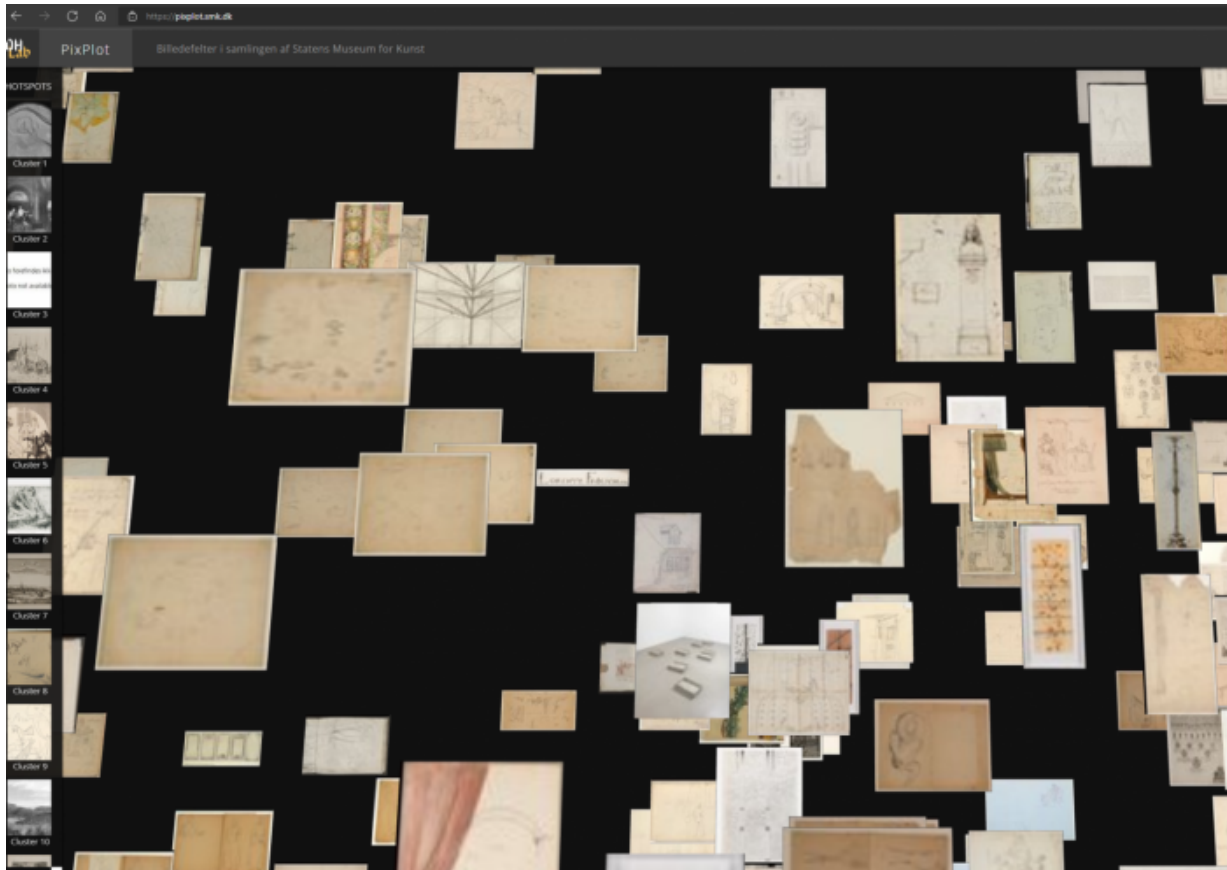 https://pixplot.smk.dk
DH Lab
PixPlot
Billedefelter i samlingen af Statens Museum for Kunst
HOTSPOTS
Cluster 1
Cluster 2
Cluster 3
Cluster 4
Cluster 5
Cluster 6
Cluster 7
Cluster 8
Cluster 9
Cluster 10